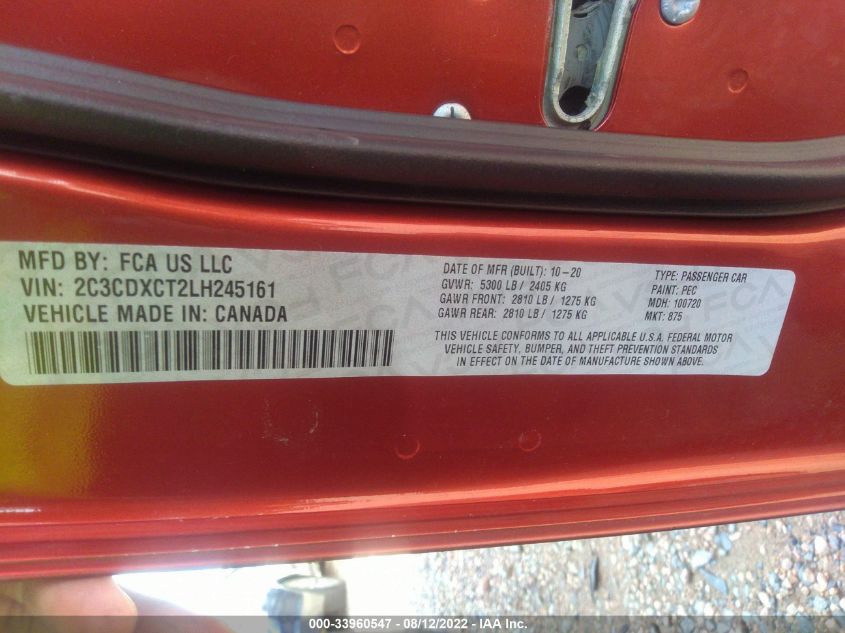 MFD BY: FCA US LLC
VIN: 2C3CDXCT2LH245161
VEHICLE MADE IN: CANADA
DATE OF MFR (BUILT): 10-20
GVWR: 5300 LB / 2405 KG
GAWR FRONT: 2810 LB / 1275 KG
GAWR REAR: 2810 LB / 1275 KG
TYPE: PASSENGER CAR
PAINT: PEC
MDH: 100720
MKT: 875
THIS VEHICLE CONFORMS TO ALL APPLICABLE U.S.A. FEDERAL MOTOR
VEHICLE SAFETY, BUMPER, AND THEFT PREVENTION STANDARDS
IN EFFECT ON THE DATE OF MANUFACTURE SHOWN ABOVE.
000-33960547 - 08/12/2022 - IAA Inc.